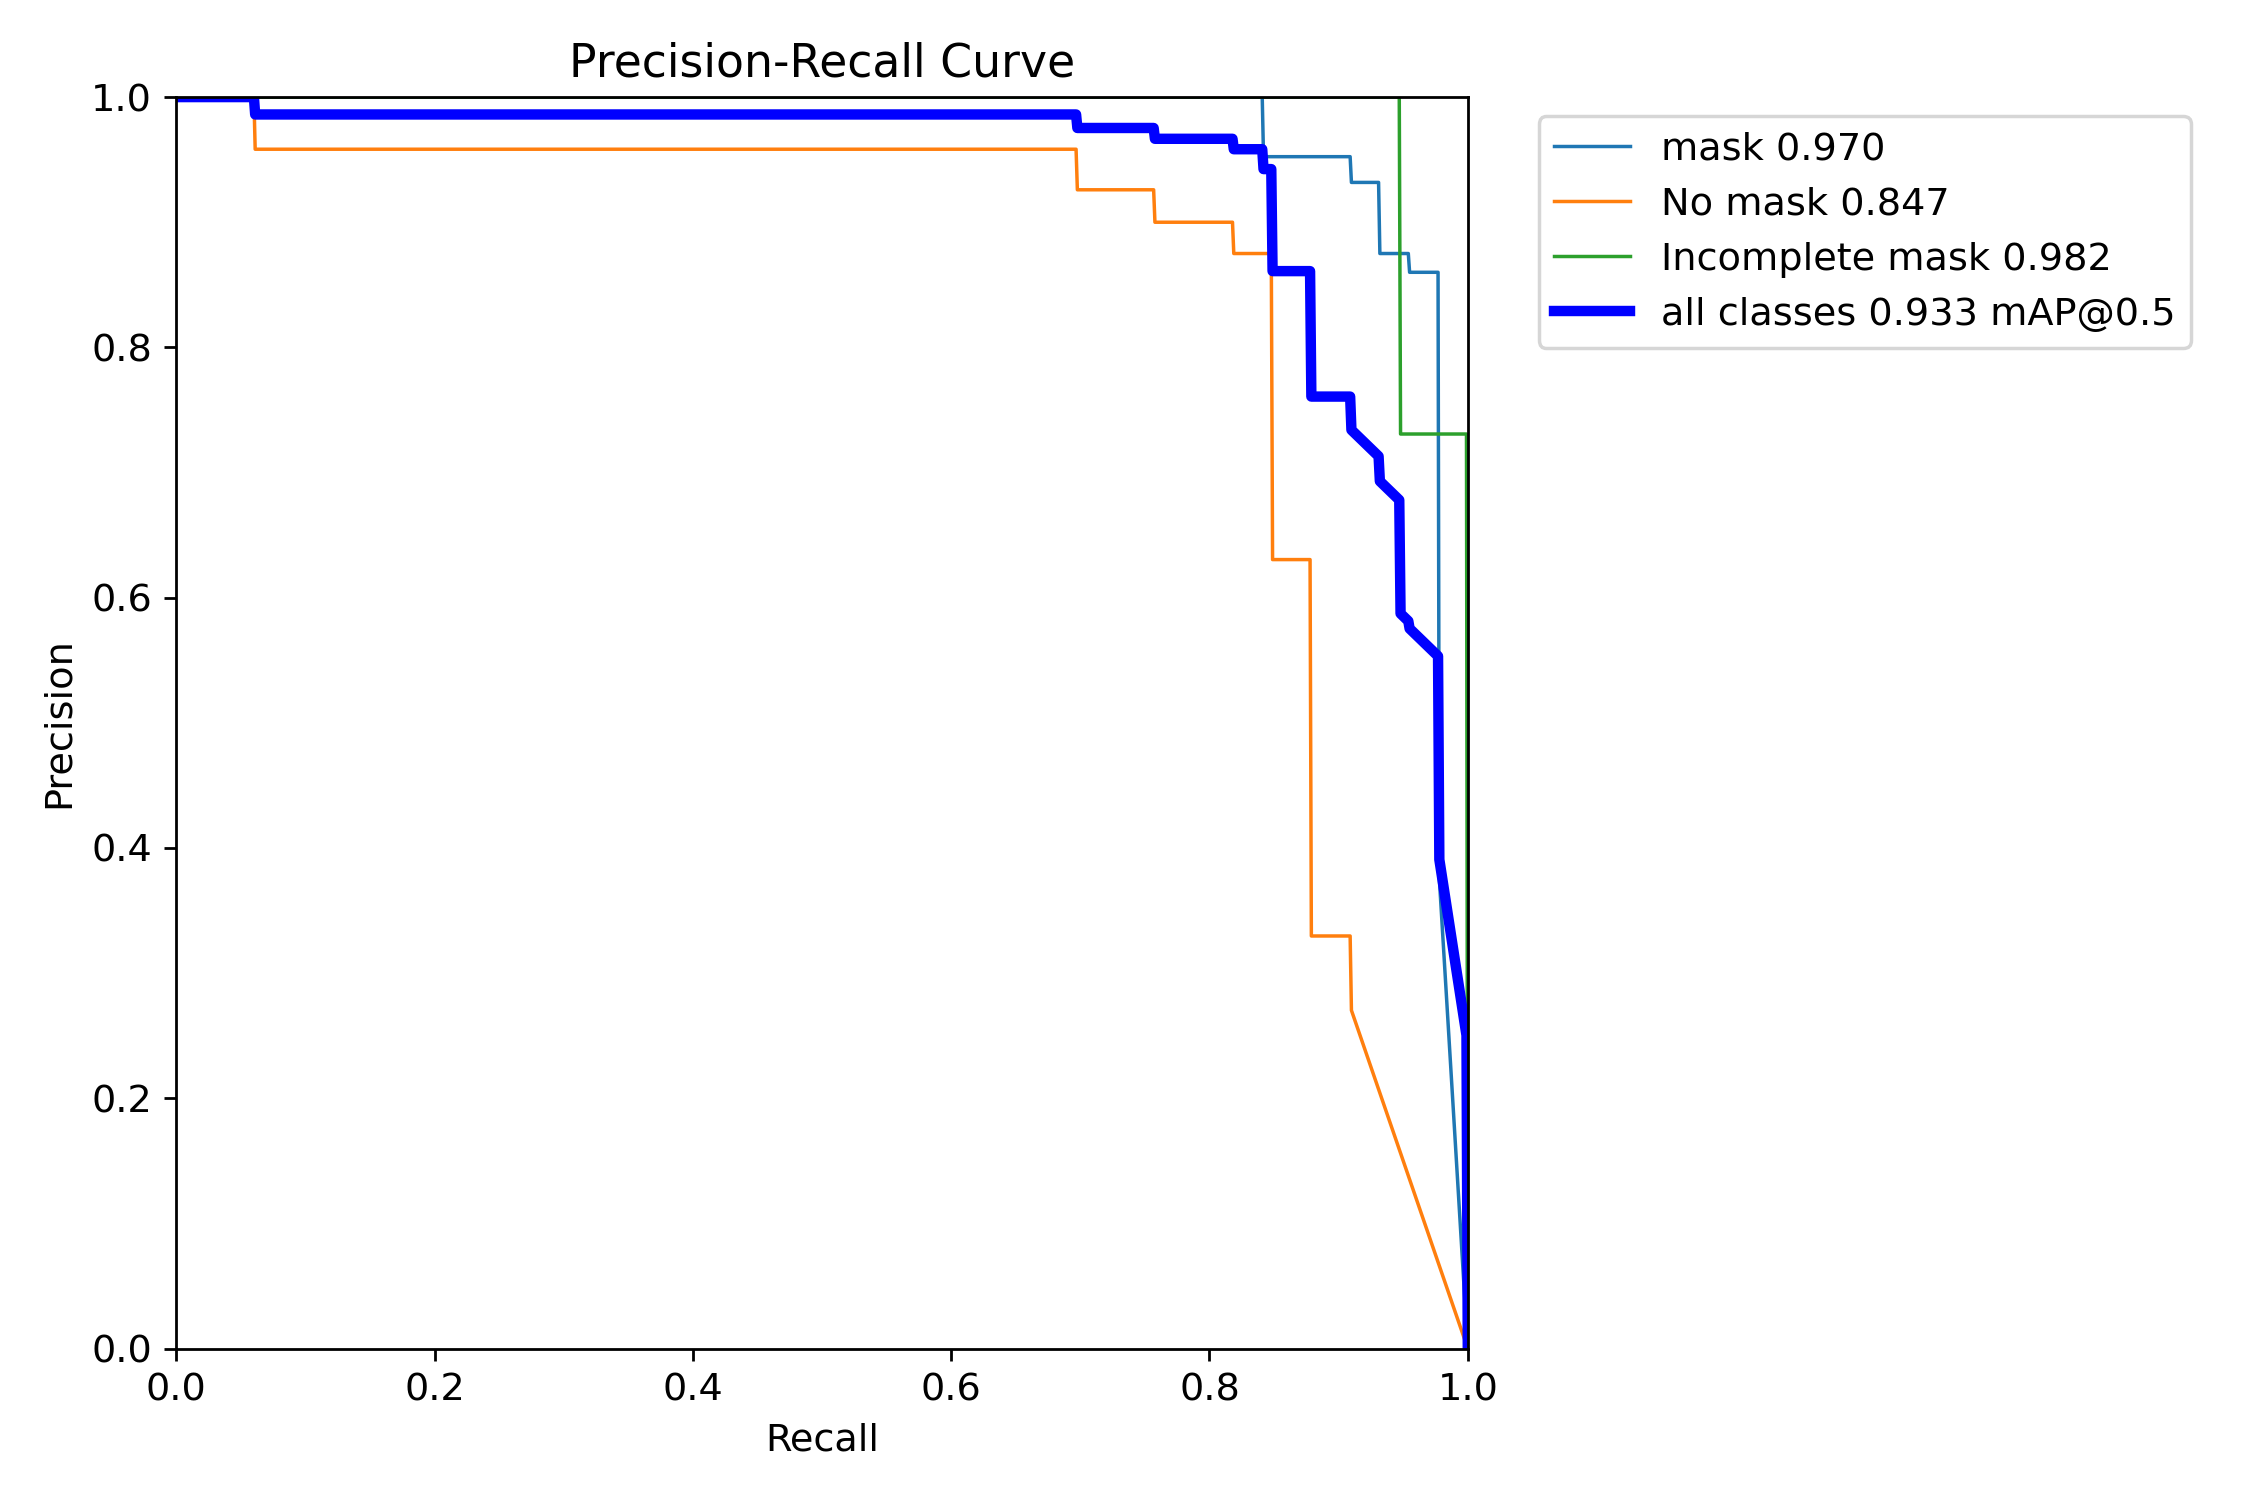 Precision-Recall Curve
1.0
0.8
0.6
0.4
0.2
0.0
Precision
0.0 0.2 0.4 0.6 0.8 1.0
Recall
mask 0.970
No mask 0.847
Incomplete mask 0.982
all classes 0.933 mAP@0.5